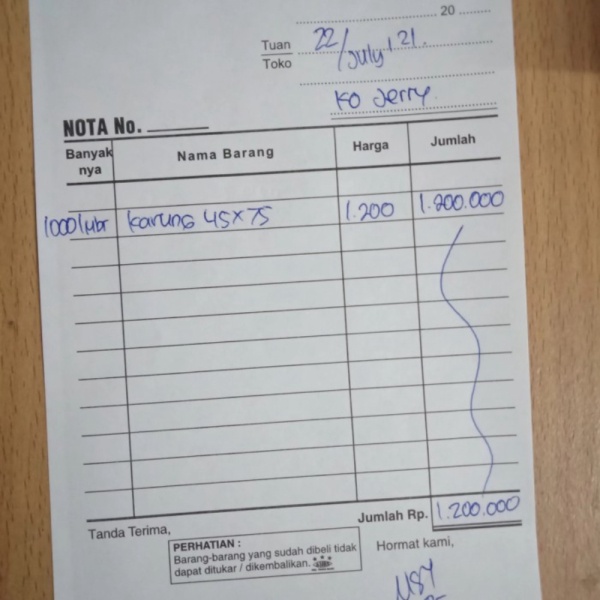 20
Tuan 22/July/21.
Toko
Ko Jerry.
NOTA No.
Banyak nya Nama Barang Harga Jumlah
1000 lmbr Karung 45x75 1.200 1.200.000
Jumlah Rp. 1.200.000
Tanda Terima, Hormat kami,
PERHATIAN :
Barang-barang yang sudah dibeli tidak
dapat ditukar / dikembalikan.